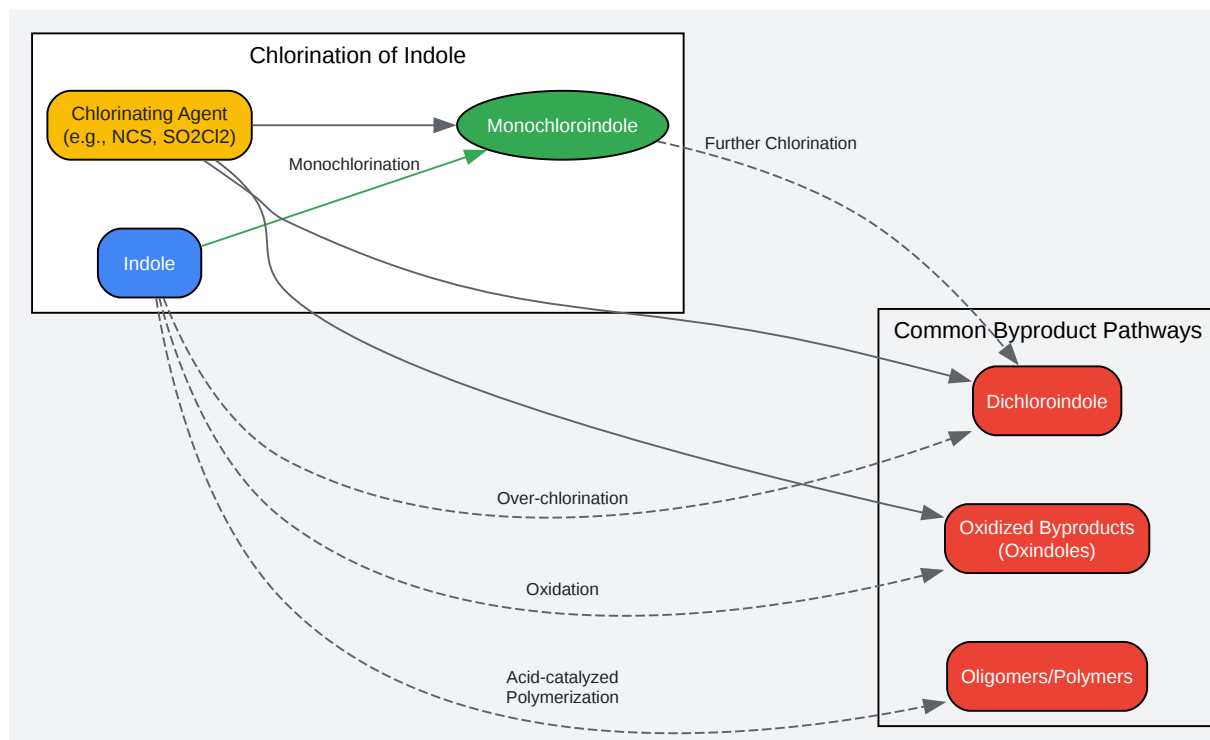 Chlorination of Indole
Chlorinating Agent
(e.g., NCS, SO2Cl2)
Monochloroindole
Further Chlorination
Monochlorination
Indole
Common Byproduct Pathways
Dichloroindole
Over-chlorination
Oxidized Byproducts
(Oxindoles)
Oxidation
Acid-catalyzed
Polymerization
Oligomers/Polymers